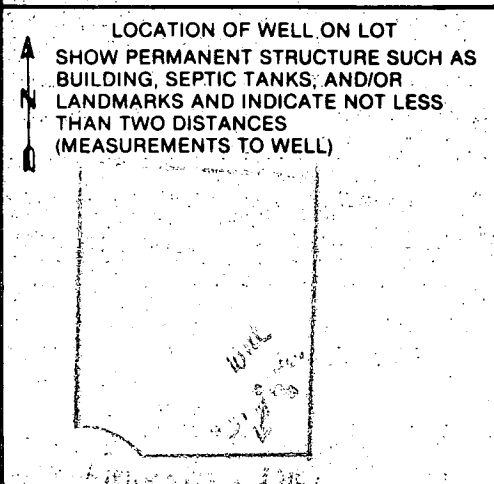 LOCATION OF WELL ON LOT
SHOW PERMANENT STRUCTURE SUCH AS
BUILDING, SEPTIC TANKS, AND/OR
N LANDMARKS AND INDICATE NOT LESS
THAN TWO DISTANCES
(MEASUREMENTS TO WELL)
Well